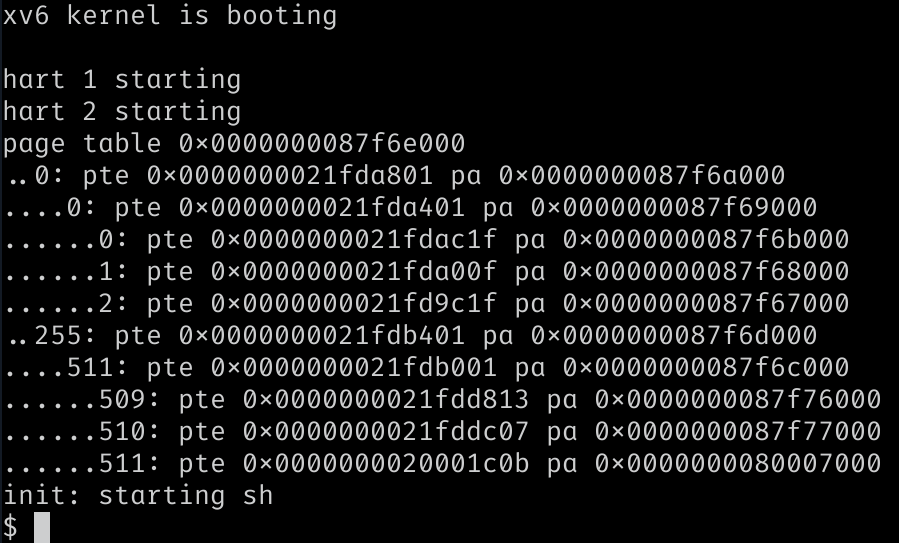 xv6 kernel is booting
hart 1 starting
hart 2 starting
page table 0x0000000087f6e000
..0: pte 0x0000000021fda801 pa 0x0000000087f6a000
....0: pte 0x0000000021fda401 pa 0x0000000087f69000
......0: pte 0x0000000021fdac1f pa 0x0000000087f6b000
......1: pte 0x0000000021fda00f pa 0x0000000087f68000
......2: pte 0x0000000021fd9c1f pa 0x0000000087f67000
..255: pte 0x0000000021fdb401 pa 0x0000000087f6d000
....511: pte 0x0000000021fdb001 pa 0x0000000087f6c000
......509: pte 0x0000000021fdd813 pa 0x0000000087f76000
......510: pte 0x0000000021fddc07 pa 0x0000000087f77000
......511: pte 0x0000000020001c0b pa 0x0000000080007000
init: starting sh
$